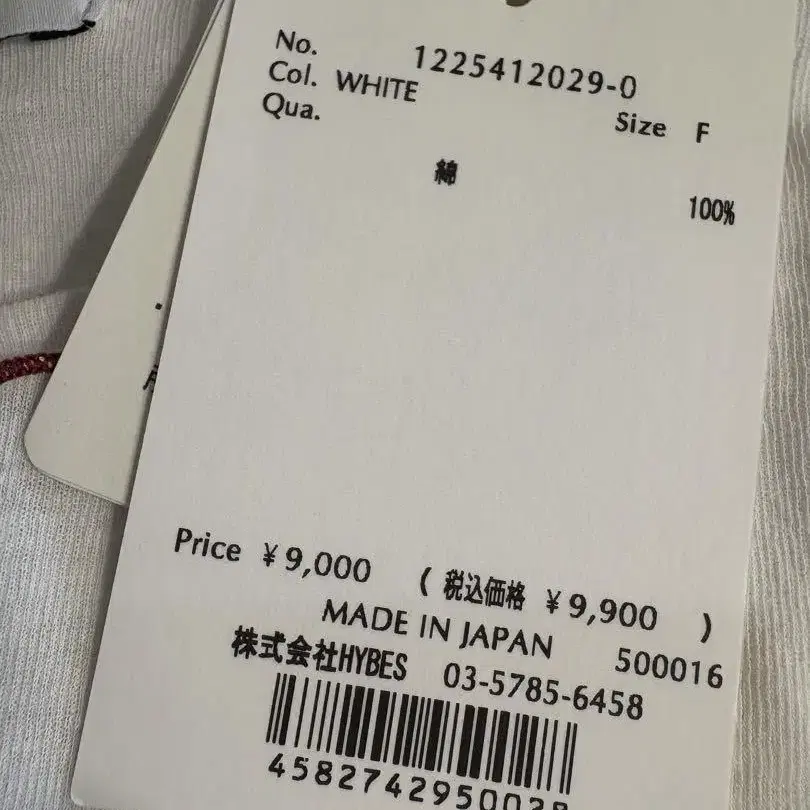 No. 1225412029-0
Col. WHITE
Size F
Qua.
綿
100%
Price ¥9,000 (税込価格 ¥9,900)
MADE IN JAPAN 500016
株式会社HYBES 03-5785-6458